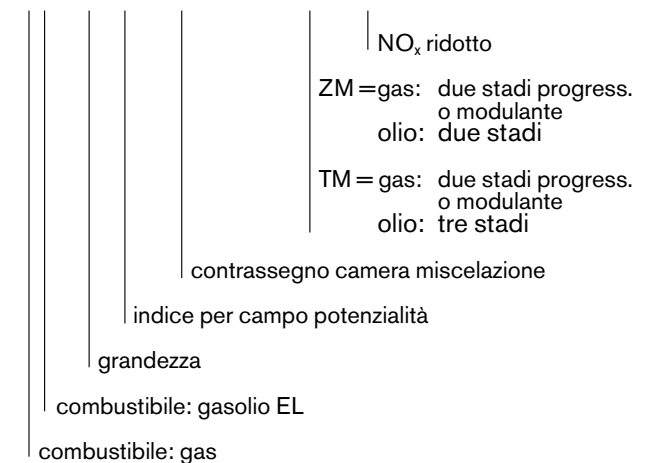 NOₓ ridotto
ZM = gas: due stadi progress.
o modulante
olio: due stadi
TM = gas: due stadi progress.
o modulante
olio: tre stadi
contrassegno camera miscelazione
indice per campo potenzialità
grandezza
combustibile: gasolio EL
combustibile: gas